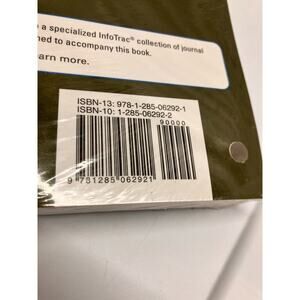 a specialized InfoTrac® collection of journal
ned to accompany this book.
arn more.
ISBN-13: 978-1-285-06292-1
ISBN-10: 1-285-06292-2
90000
9 781285 062921